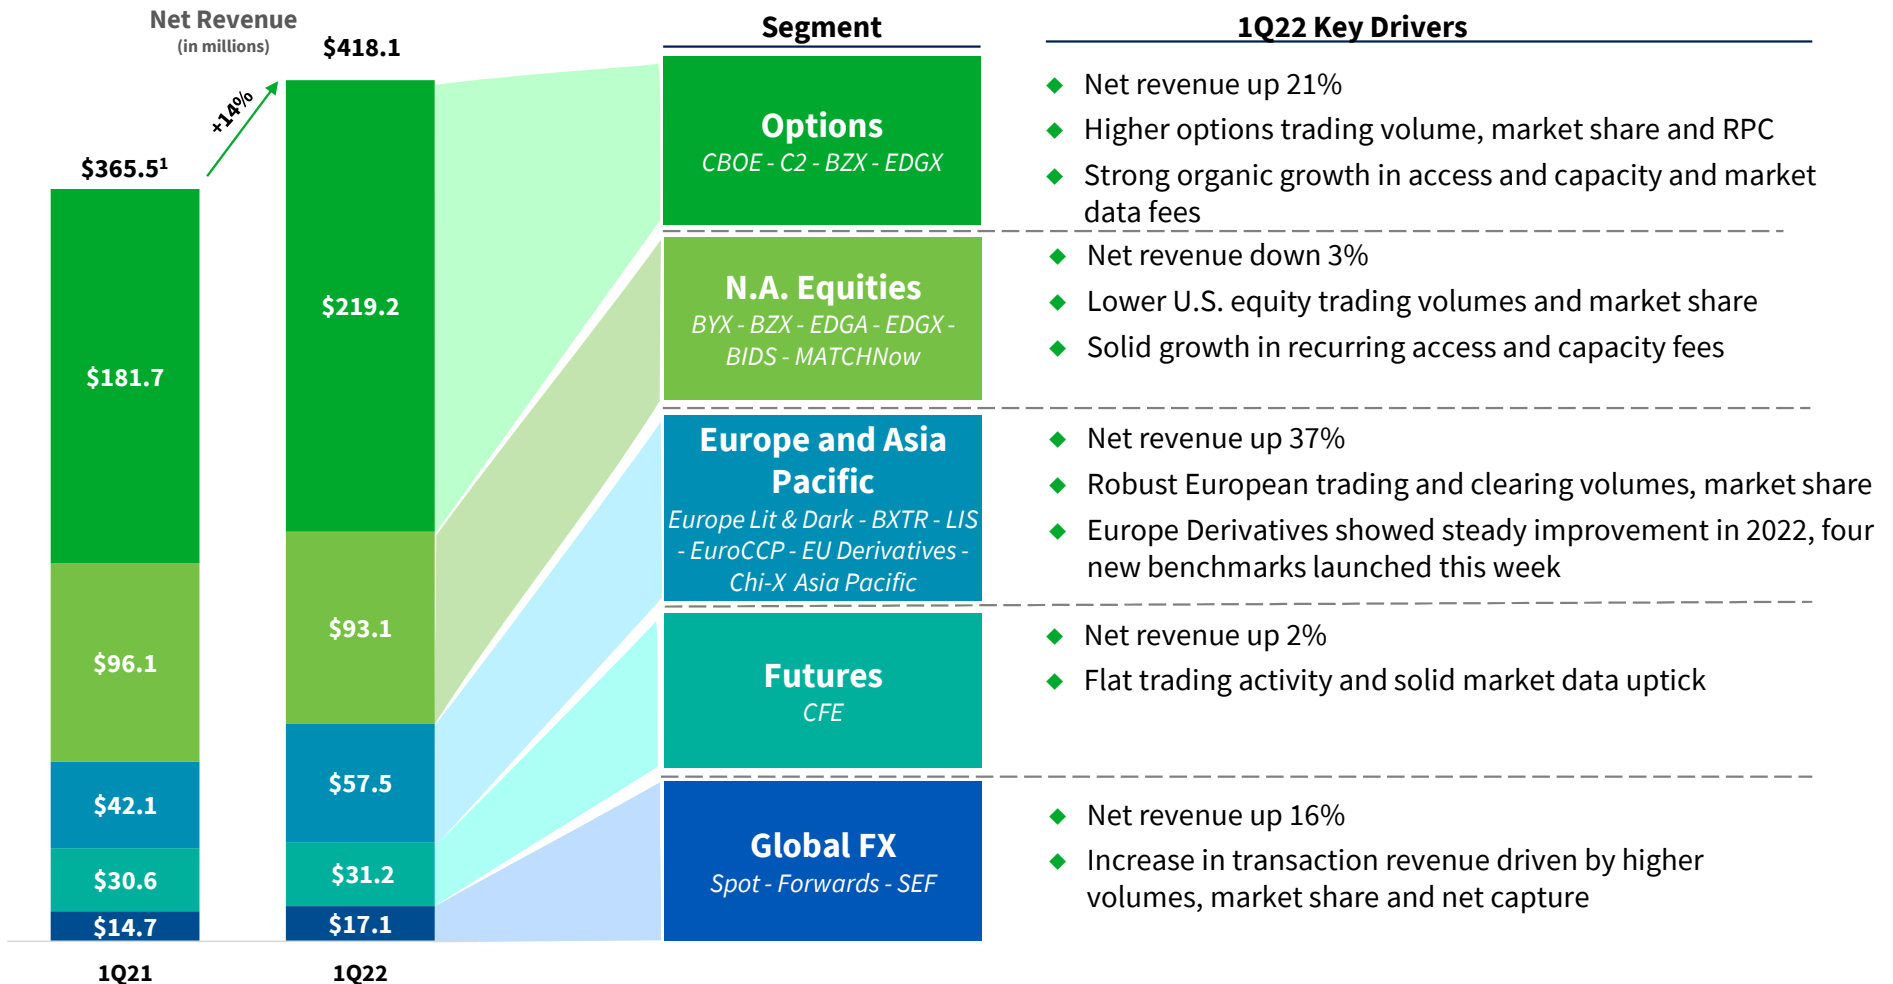 Net Revenue
(in millions)
$418.1
+14%
$365.5¹
$219.2
$181.7
$93.1
$96.1
$57.5
$42.1
$31.2
$30.6
$17.1
$14.7
1Q21
1Q22
Segment
Options
CBOE - C2 - BZX - EDGX
N.A. Equities
BYX - BZX - EDGA - EDGX -
BIDS - MATCHNow
Europe and Asia
Pacific
Europe Lit & Dark - BXTR - LIS
- EuroCCP - EU Derivatives -
Chi-X Asia Pacific
Futures
CFE
Global FX
Spot - Forwards - SEF
1Q22 Key Drivers
◆ Net revenue up 21%
◆ Higher options trading volume, market share and RPC
◆ Strong organic growth in access and capacity and market
data fees
◆ Net revenue down 3%
◆ Lower U.S. equity trading volumes and market share
◆ Solid growth in recurring access and capacity fees
◆ Net revenue up 37%
◆ Robust European trading and clearing volumes, market share
◆ Europe Derivatives showed steady improvement in 2022, four
new benchmarks launched this week
◆ Net revenue up 2%
◆ Flat trading activity and solid market data uptick
◆ Net revenue up 16%
◆ Increase in transaction revenue driven by higher
volumes, market share and net capture